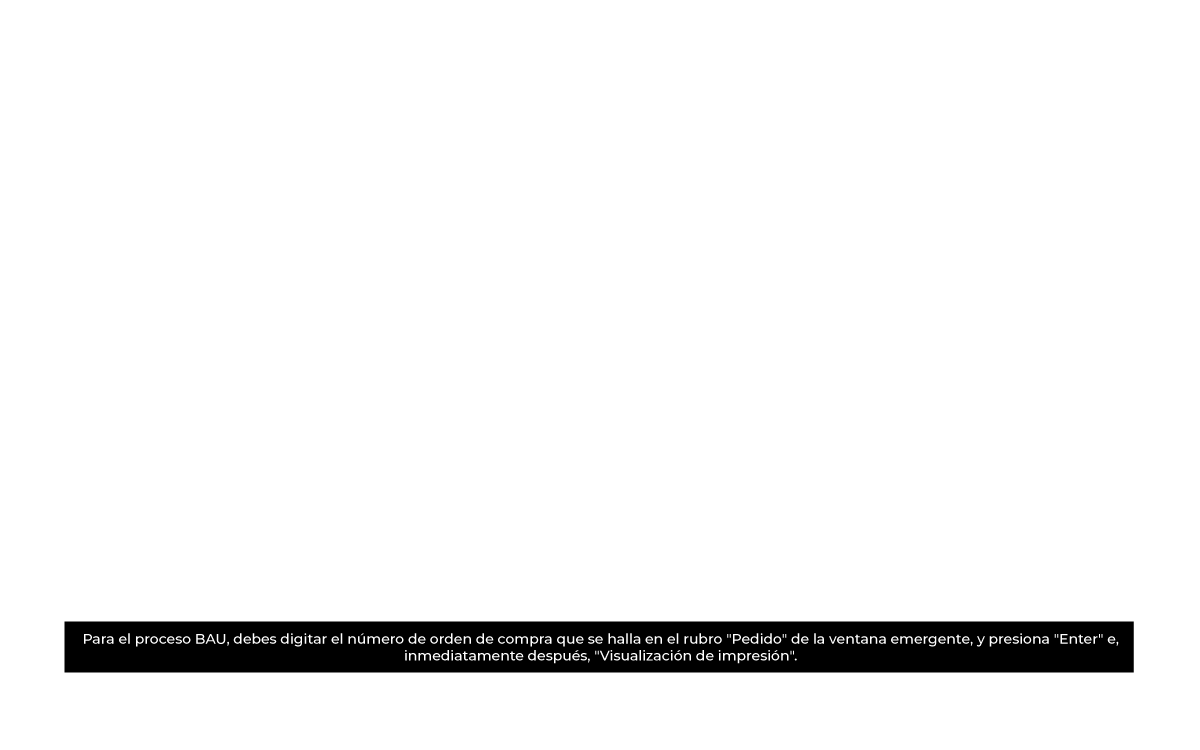 Para el proceso BAU, debes digitar el número de orden de compra que se halla en el rubro "Pedido" de la ventana emergente, y presiona "Enter" e,
inmediatamente después, "Visualización de impresión".